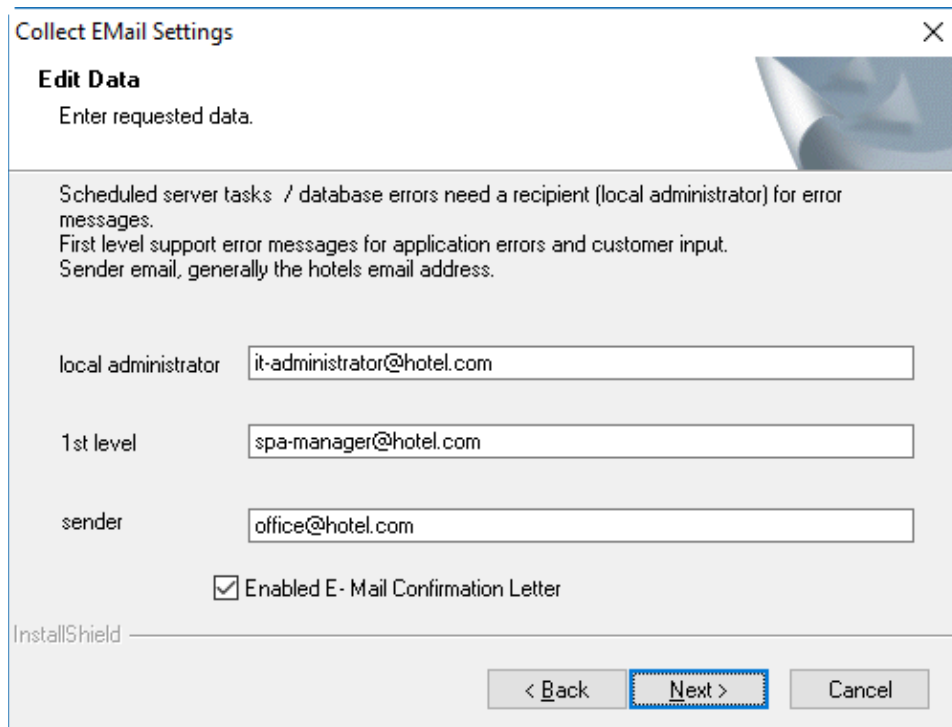 Collect EMail Settings
Edit Data
Enter requested data.
Scheduled server tasks / database errors need a recipient (local administrator) for error
messages.
First level support error messages for application errors and customer input.
Sender email, generally the hotels email address.
local administrator it-administrator@hotel.com
1st level spa-manager@hotel.com
sender office@hotel.com
Enabled E- Mail Confirmation Letter
InstallShield
< Back Next > Cancel